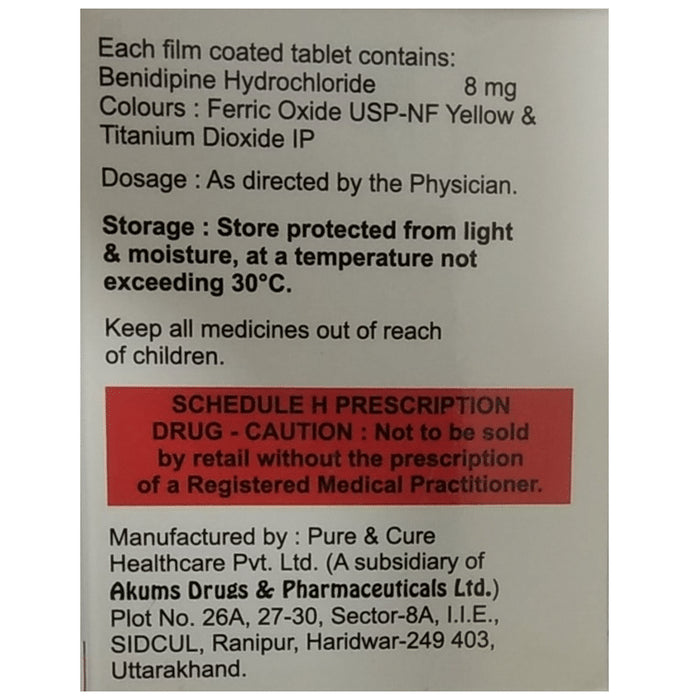 Each film coated tablet contains:
Benidipine Hydrochloride 8 mg
Colours : Ferric Oxide USP-NF Yellow &
Titanium Dioxide IP
Dosage : As directed by the Physician.
Storage : Store protected from light
& moisture, at a temperature not
exceeding 30°C.
Keep all medicines out of reach
of children.
SCHEDULE H PRESCRIPTION
DRUG - CAUTION : Not to be sold
by retail without the prescription
of a Registered Medical Practitioner.
Manufactured by : Pure & Cure
Healthcare Pvt. Ltd. (A subsidiary of
Akums Drugs & Pharmaceuticals Ltd.)
Plot No. 26A, 27-30, Sector-8A, I.I.E.,
SIDCUL, Ranipur, Haridwar-249 403,
Uttarakhand.